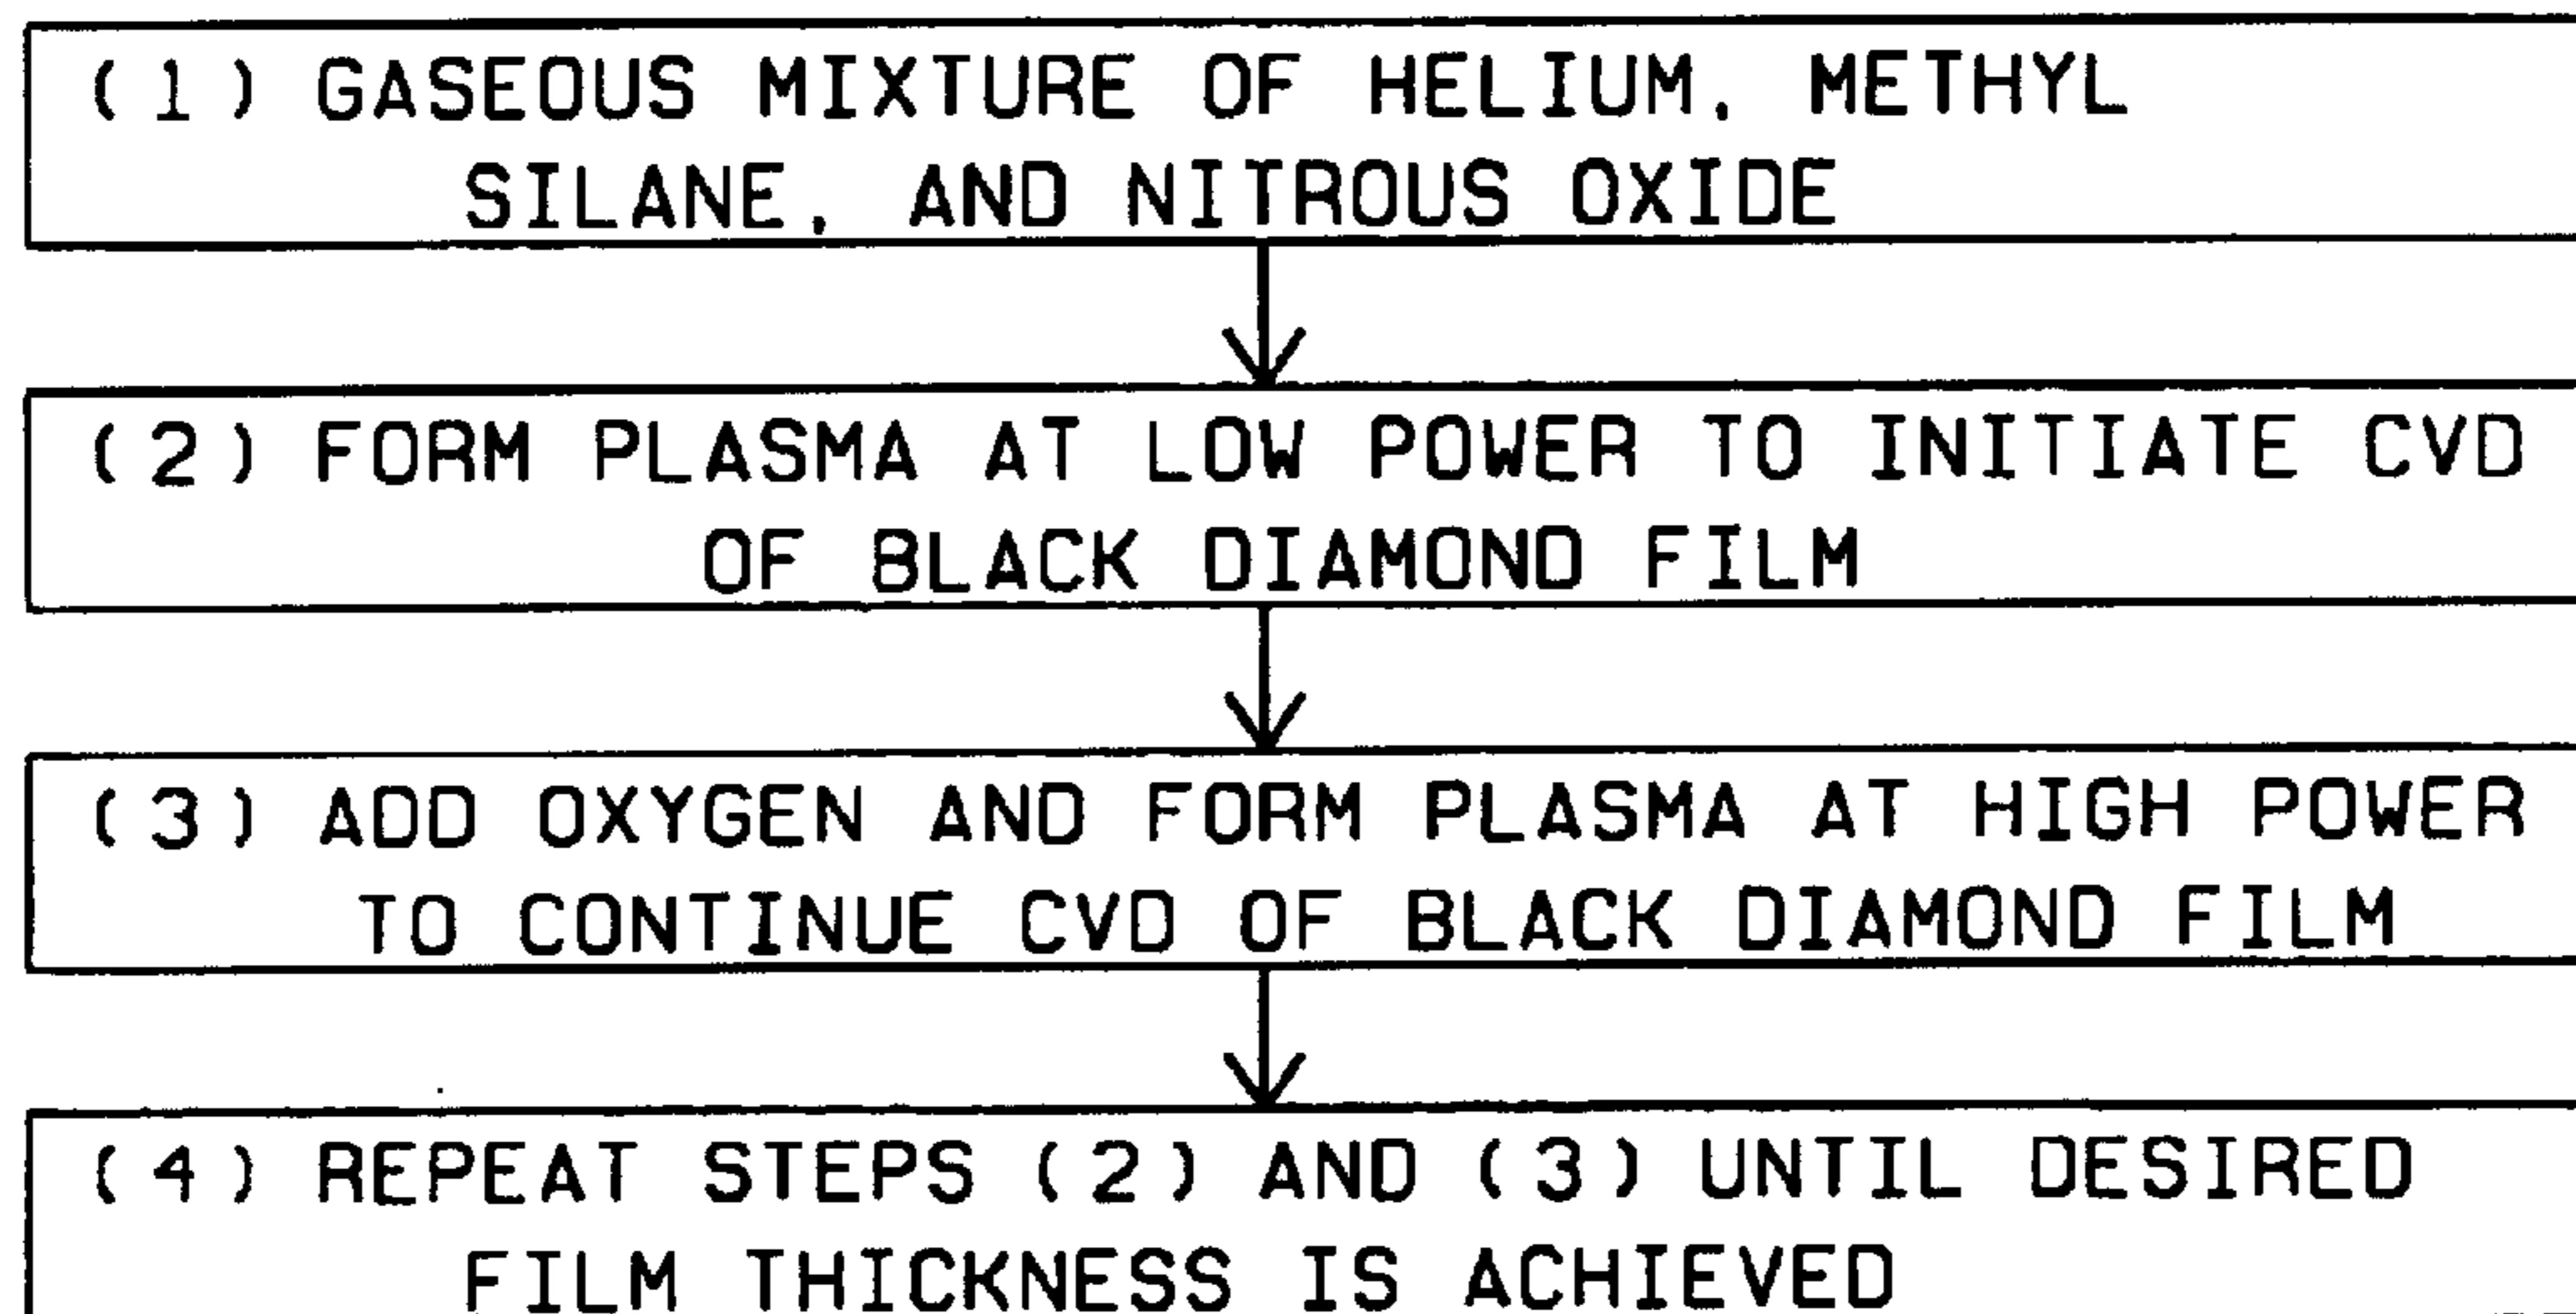 (1) GASEOUS MIXTURE OF HELIUM, METHYL
SILANE, AND NITROUS OXIDE
(2) FORM PLASMA AT LOW POWER TO INITIATE CVD
OF BLACK DIAMOND FILM
(3) ADD OXYGEN AND FORM PLASMA AT HIGH POWER
TO CONTINUE CVD OF BLACK DIAMOND FILM
(4) REPEAT STEPS (2) AND (3) UNTIL DESIRED
FILM THICKNESS IS ACHIEVED